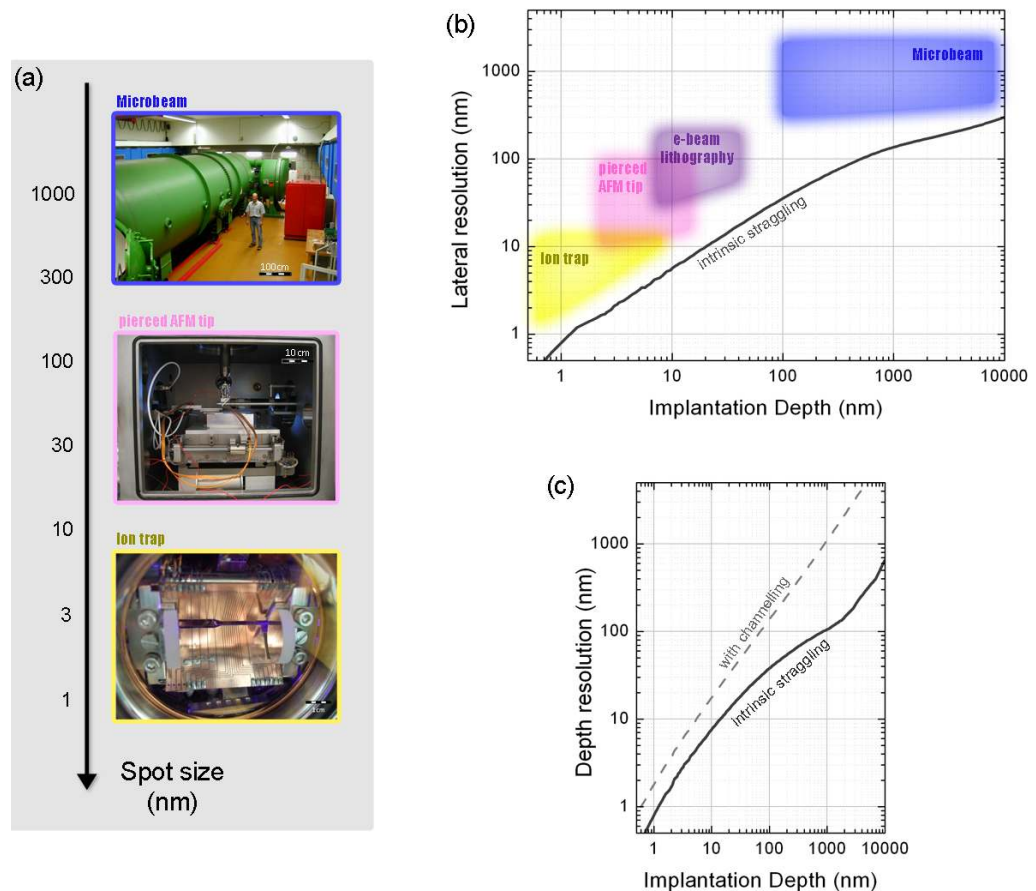 (a)
Microbeam
100cm
pierced AFM tip
10 cm
Ion trap
1cm
1000
300
100
30
10
3
1
Spot size
(nm)
(b)
Lateral resolution (nm)
1000
100
10
1
Microbeam
e-beam
lithography
pierced
AFM tip
Ion trap
intrinsic straggling
1
10
100
1000
10000
Implantation Depth (nm)
(c)
Depth resolution (nm)
1000
100
10
1
with channelling
intrinsic straggling
1
10
100
1000
10000
Implantation Depth (nm)